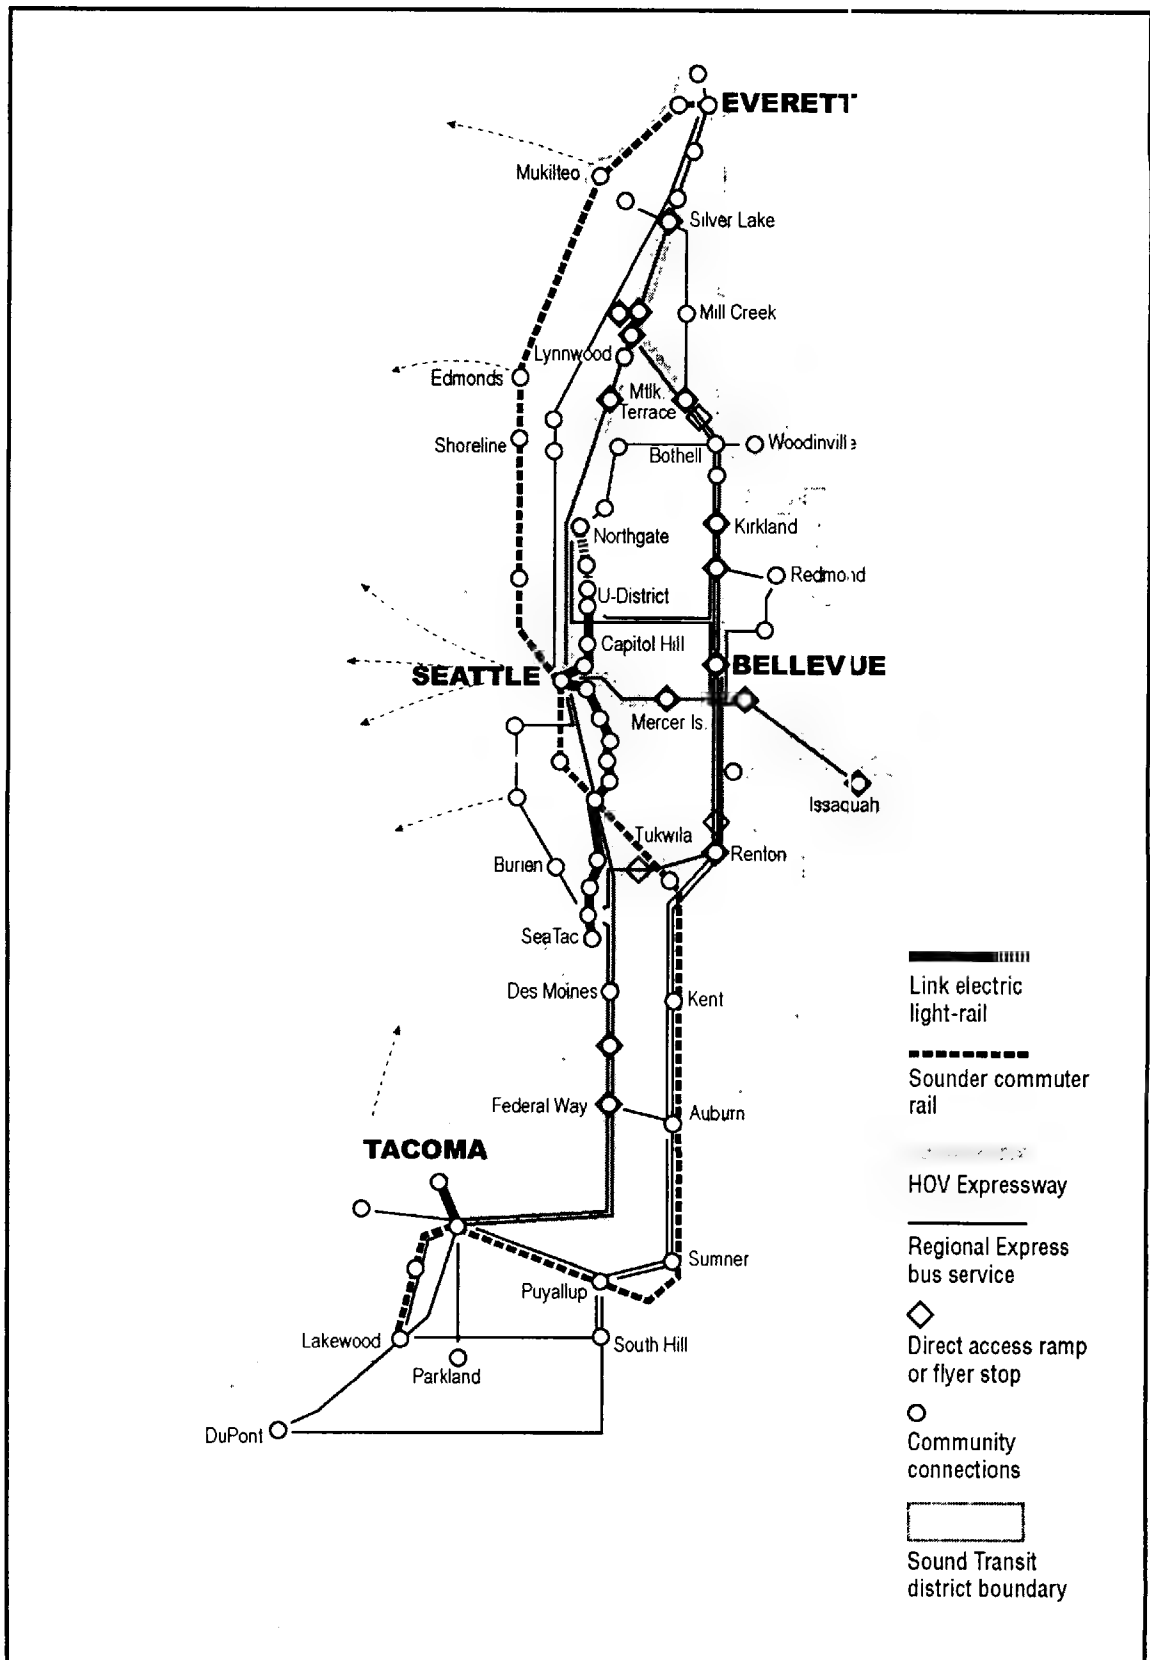 EVERETT
Mukilteo
Silver Lake
Mill Creek
Lynnwood
Edmonds
Mtlk.
Terrace
Shoreline
Bothell
Woodinville
Northgate
Kirkland
Redmond
U-District
Capitol Hill
SEATTLE
BELLEVUE
Mercer Is.
Issaquah
Tukwila
Burien
Renton
SeaTac
Des Moines
Kent
Federal Way
Auburn
TACOMA
Sumner
Puyallup
Lakewood
South Hill
Parkland
DuPont
Link electric
light-rail
Sounder commuter
rail
HOV Expressway
Regional Express
bus service
Direct access ramp
or flyer stop
Community
connections
Sound Transit
district boundary